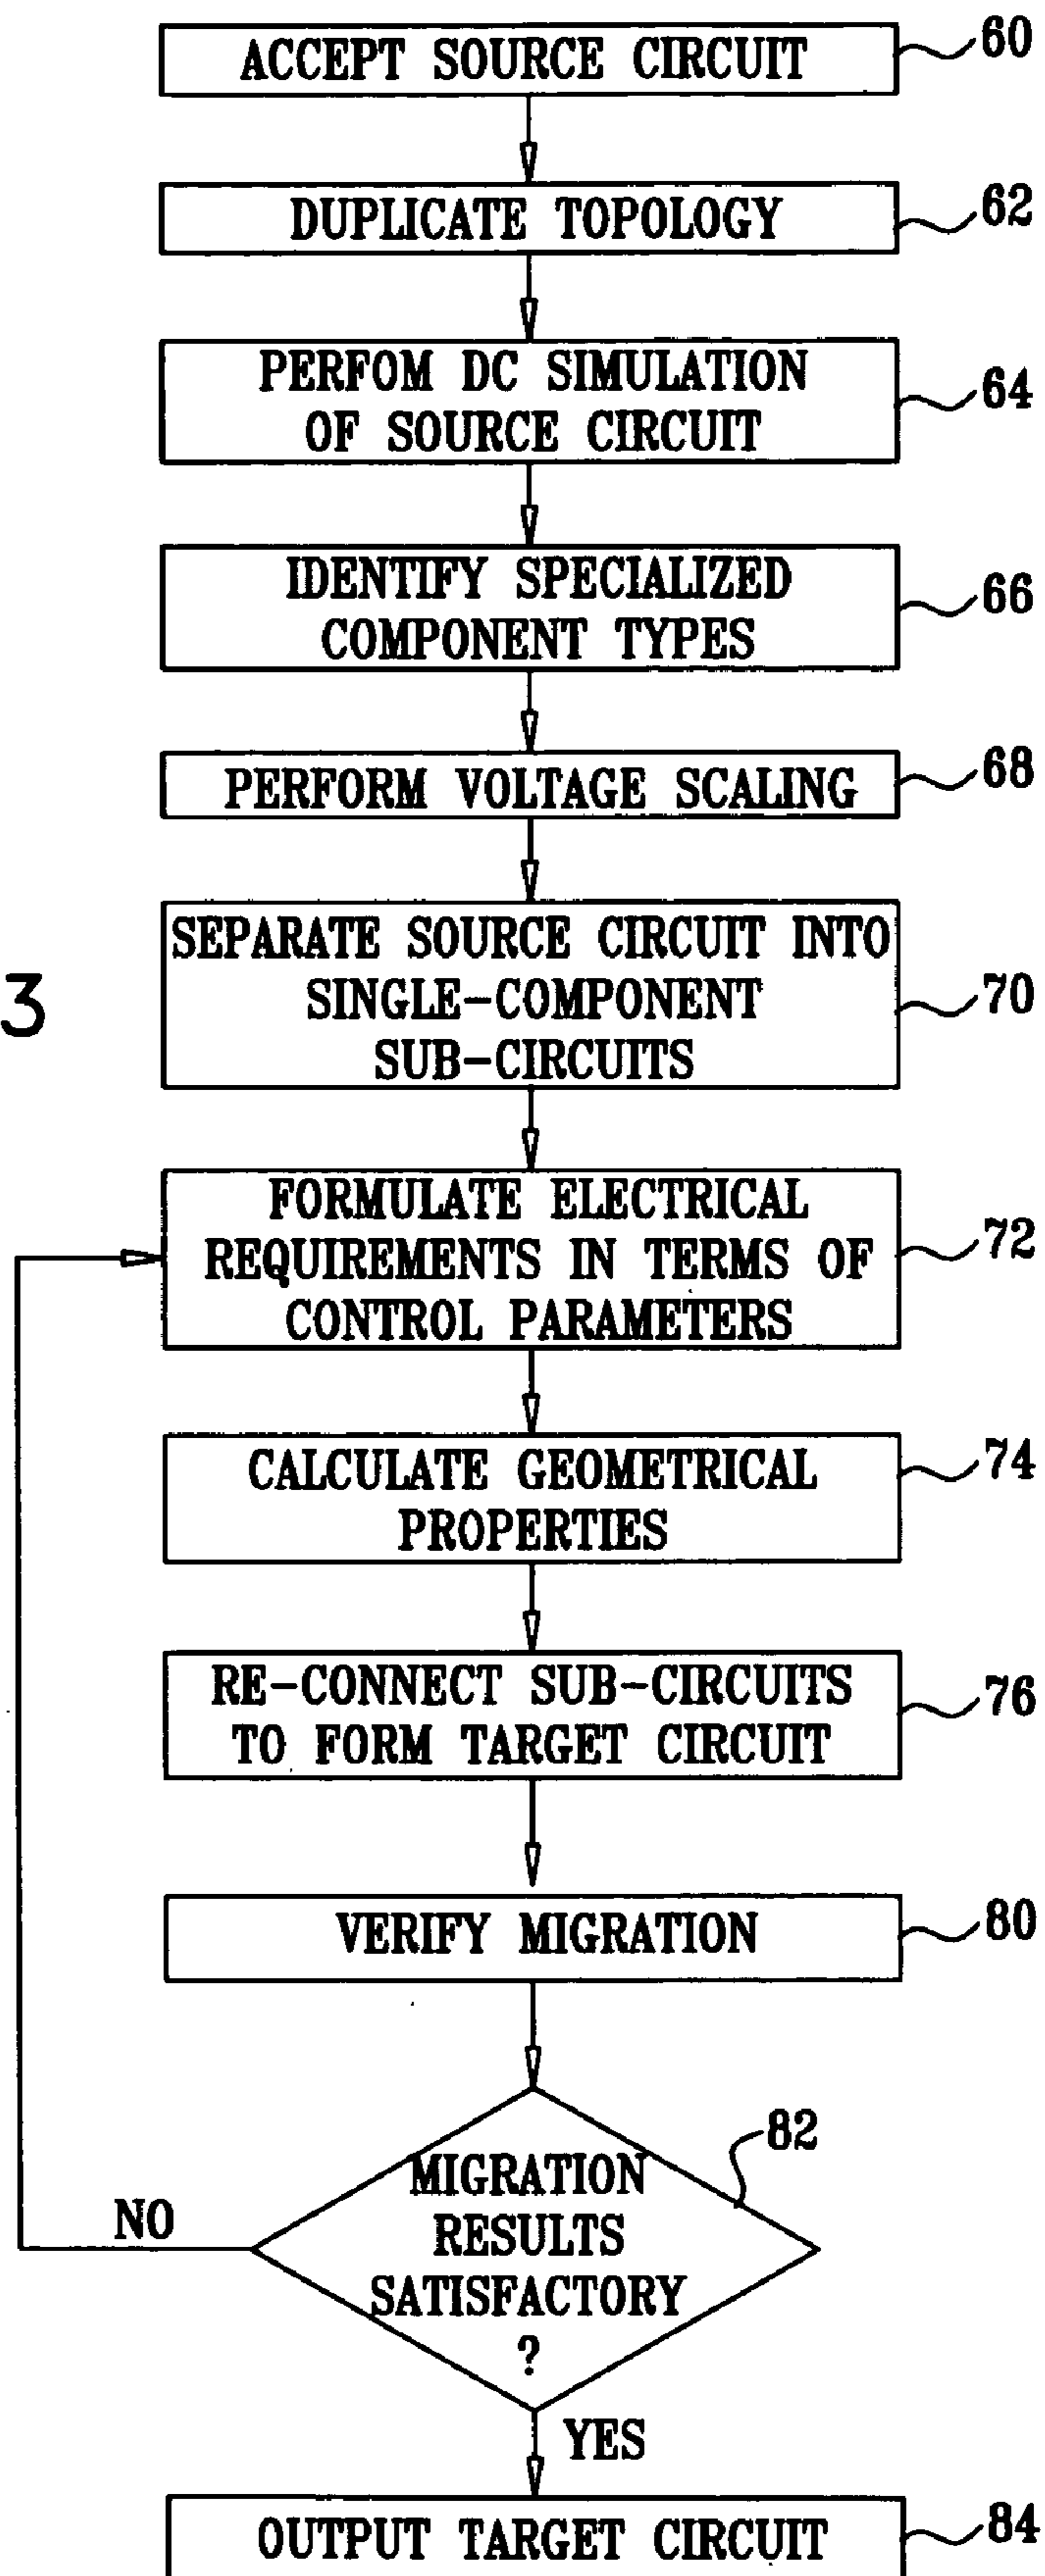 ACCEPT SOURCE CIRCUIT
60
DUPLICATE TOPOLOGY
62
PERFOM DC SIMULATION
OF SOURCE CIRCUIT
64
IDENTIFY SPECIALIZED
COMPONENT TYPES
66
PERFORM VOLTAGE SCALING
68
SEPARATE SOURCE CIRCUIT INTO
SINGLE-COMPONENT
SUB-CIRCUITS
70
3
FORMULATE ELECTRICAL
REQUIREMENTS IN TERMS OF
CONTROL PARAMETERS
72
CALCULATE GEOMETRICAL
PROPERTIES
74
RE-CONNECT SUB-CIRCUITS
TO FORM TARGET CIRCUIT
76
VERIFY MIGRATION
80
82
MIGRATION
RESULTS
SATISFACTORY
?
NO
YES
OUTPUT TARGET CIRCUIT
84